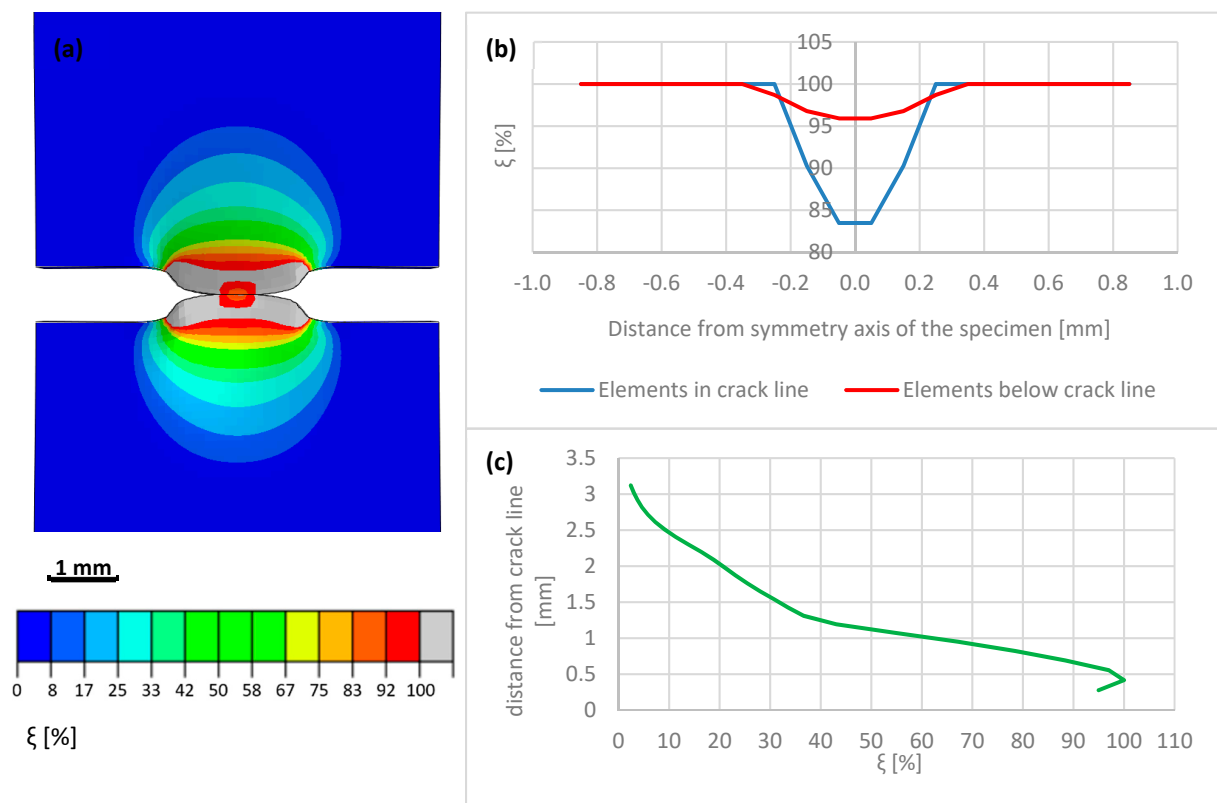 (a)
1 mm
0 8 17 25 33 42 50 58 67 75 83 92 100
ξ [%]
(b)
105
100
95
90
85
80
ξ [%]
-1.0 -0.8 -0.6 -0.4 -0.2 0.0 0.2 0.4 0.6 0.8 1.0
Distance from symmetry axis of the specimen [mm]
Elements in crack line Elements below crack line
(c)
3.5
3
2.5
2
1.5
1
0.5
0
distance from crack line
[mm]
0 10 20 30 40 50 60 70 80 90 100 110
ξ [%]